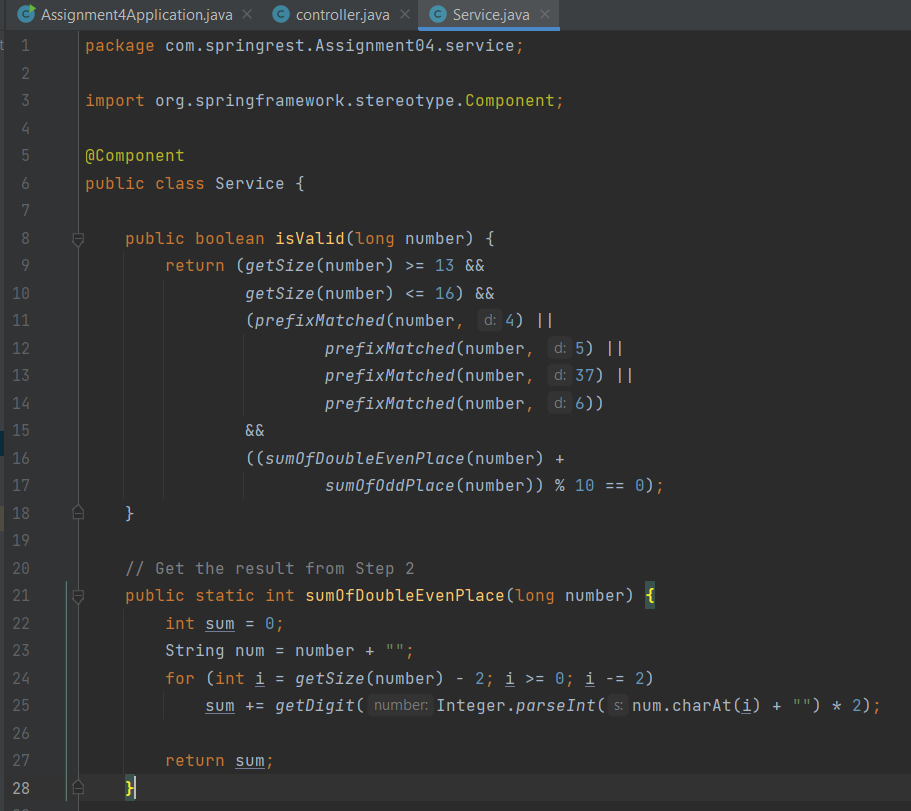 Assignment4Application.java controller.java Service.java
1 package com.springrest.Assignment04.service;
2
3 import org.springframework.stereotype.Component;
4
5 @Component
6 public class Service {
7
8 public boolean isValid(long number) {
9 return (getSize(number) >= 13 &&
10 getSize(number) <= 16) &&
11 (prefixMatched(number, d: 4) ||
12 prefixMatched(number, d: 5) ||
13 prefixMatched(number, d: 37) ||
14 prefixMatched(number, d: 6))
15 &&
16 ((sumOfDoubleEvenPlace(number) +
17 sumOfOddPlace(number)) % 10 == 0);
18 }
19
20 // Get the result from Step 2
21 public static int sumOfDoubleEvenPlace(long number) {
22 int sum = 0;
23 String num = number + "";
24 for (int i = getSize(number) - 2; i >= 0; i -= 2)
25 sum += getDigit( number: Integer.parseInt( s: num.charAt(i) + "") * 2);
26
27 return sum;
28 }